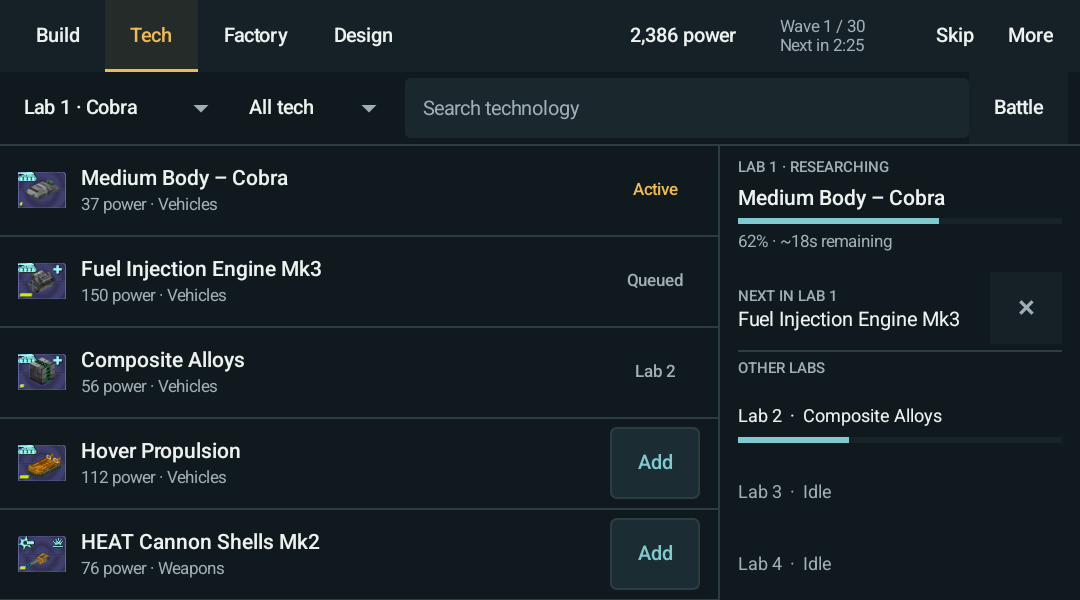 Build
Tech
Factory
Design
2,386 power
Wave 1 / 30
Next in 2:25
Skip
More
Lab 1 · Cobra
All tech
Search technology
Battle
Medium Body – Cobra
37 power · Vehicles
Active
Fuel Injection Engine Mk3
150 power · Vehicles
Queued
Composite Alloys
56 power · Vehicles
Lab 2
Hover Propulsion
112 power · Vehicles
Add
HEAT Cannon Shells Mk2
76 power · Weapons
Add
LAB 1 · RESEARCHING
Medium Body – Cobra
62% · ~18s remaining
NEXT IN LAB 1
Fuel Injection Engine Mk3
×
OTHER LABS
Lab 2 · Composite Alloys
Lab 3 · Idle
Lab 4 · Idle